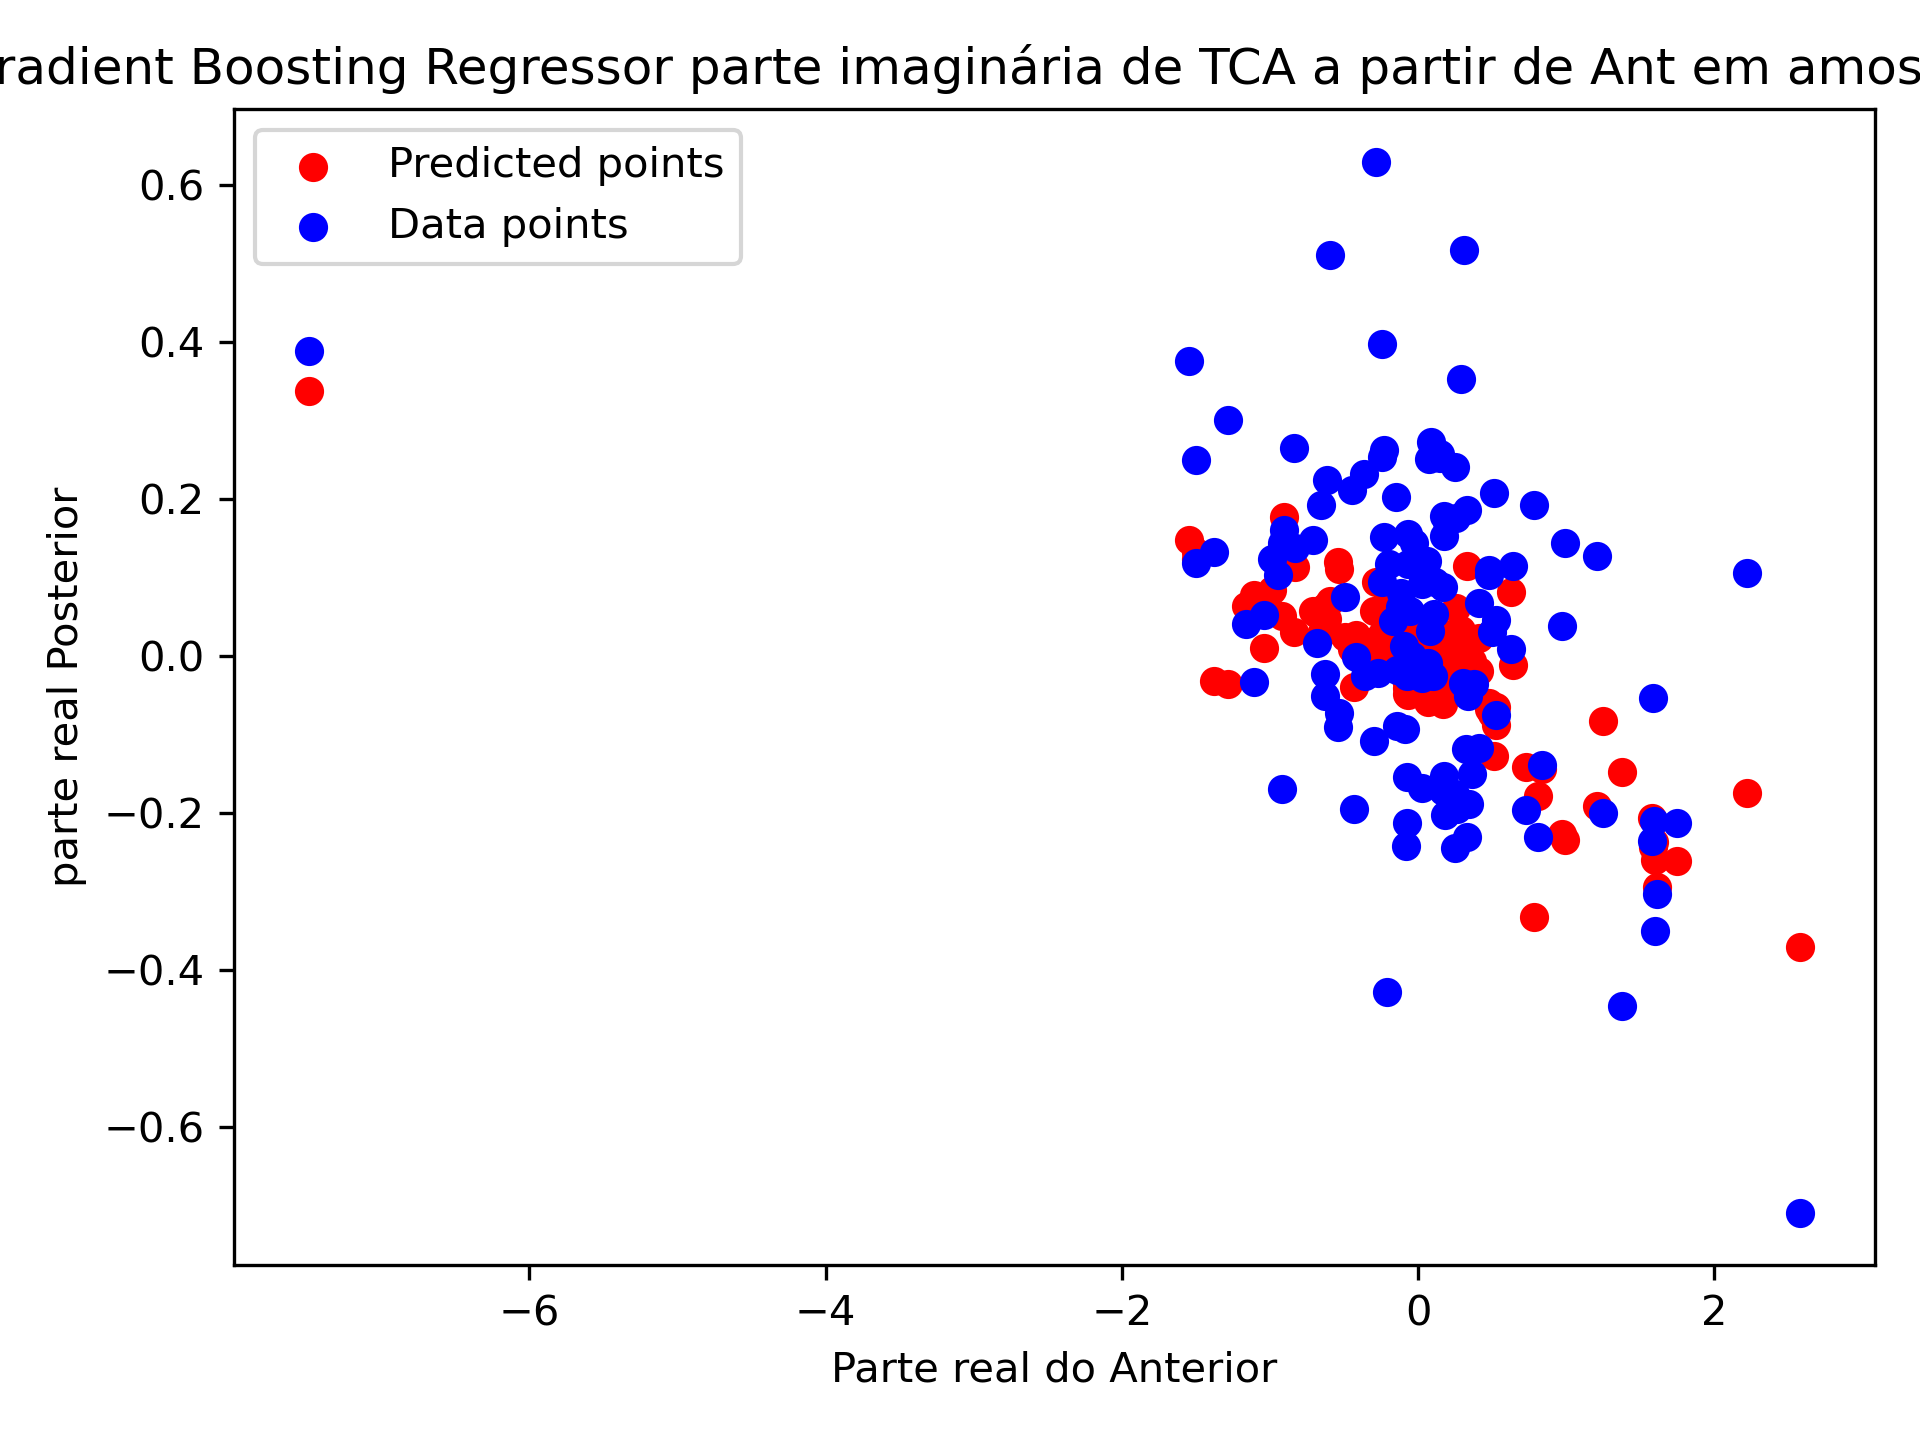 radient Boosting Regressor parte imaginária de TCA a partir de Ant em amos
Predicted points
Data points
0.6
0.4
0.2
0.0
−0.2
−0.4
−0.6
parte real Posterior
−6 −4 −2 0 2
Parte real do Anterior